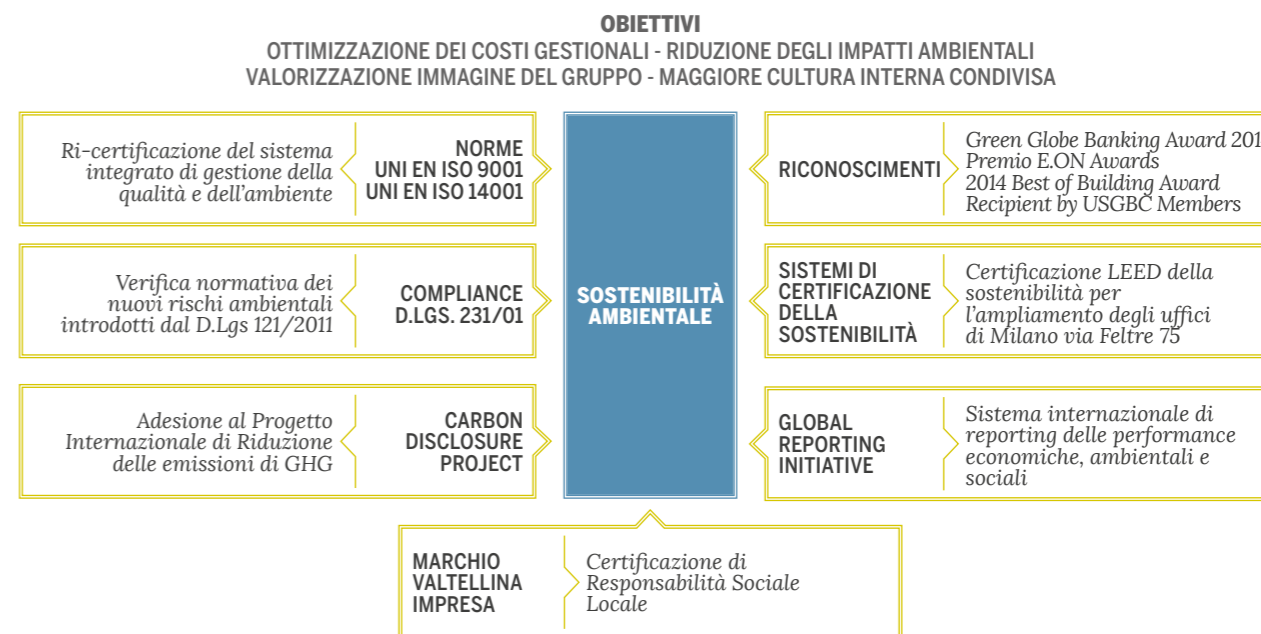 OBIETTIVI
OTTIMIZZAZIONE DEI COSTI GESTIONALI - RIDUZIONE DEGLI IMPATTI AMBIENTALI
VALORIZZAZIONE IMMAGINE DEL GRUPPO - MAGGIORE CULTURA INTERNA CONDIVISA
Ri-certificazione del sistema
integrato di gestione della
qualità e dell'ambiente
NORME
UNI EN ISO 9001
UNI EN ISO 14001
Verifica normativa dei
nuovi rischi ambientali
introdotti dal D.Lgs 121/2011
COMPLIANCE
D.LGS. 231/01
Adesione al Progetto
Internazionale di Riduzione
delle emissioni di GHG
CARBON
DISCLOSURE
PROJECT
SOSTENIBILITÀ
AMBIENTALE
RICONOSCIMENTI
Green Globe Banking Award
Premio E.ON Awards
2014 Best of Building Award
Recipient by USGBC Members
SISTEMI DI
CERTIFICAZIONE
DELLA
SOSTENIBILITÀ
Certificazione LEED della
sostenibilità per
l'ampliamento degli uffici
di Milano via Feltre 75
GLOBAL
REPORTING
INITIATIVE
Sistema internazionale di
reporting delle performance
economiche, ambientali e
sociali
MARCHIO
VALTELLINA
IMPRESA
Certificazione di
Responsabilità Sociale
Locale